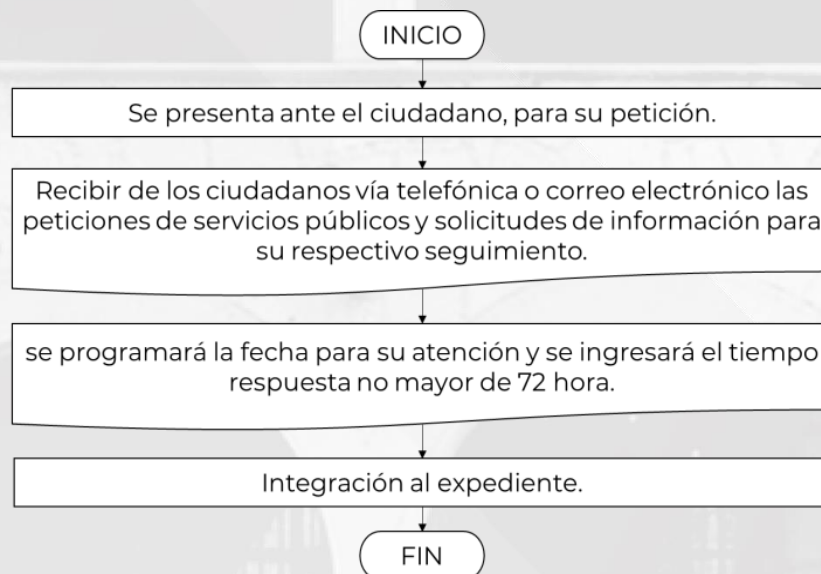 INICIO
Se presenta ante el ciudadano, para su petición.
Recibir de los ciudadanos vía telefónica o correo electrónico las
peticiones de servicios públicos y solicitudes de información para
su respectivo seguimiento.
se programará la fecha para su atención y se ingresará el tiempo
respuesta no mayor de 72 hora.
Integración al expediente.
FIN